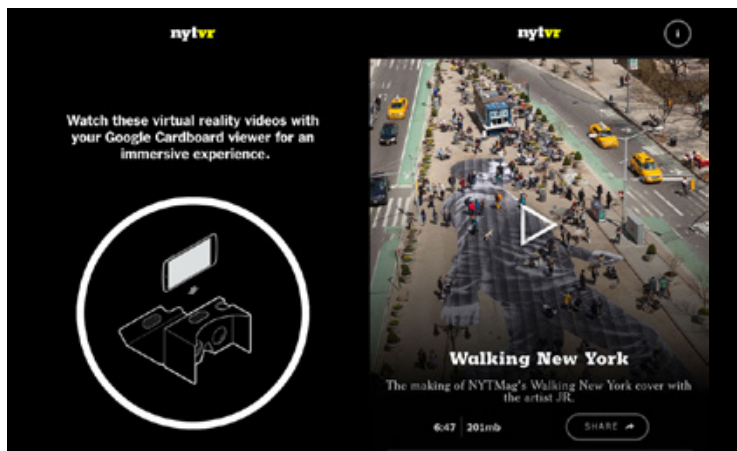 nytvr
Watch these virtual reality videos with
your Google Cardboard viewer for an
immersive experience.
nytvr
i
Walking New York
The making of NYTMag's Walking New York cover with
the artist JR.
6:47 201mb
SHARE